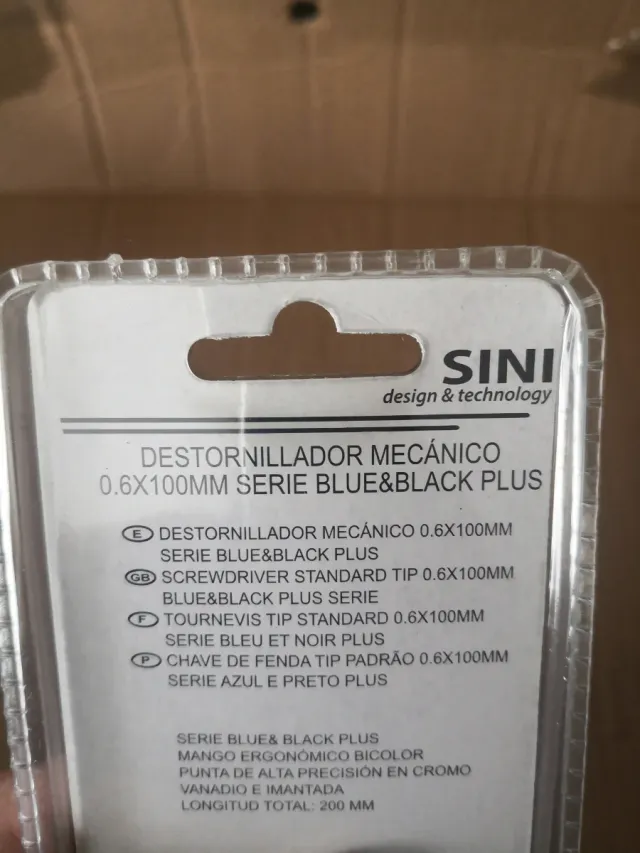 SINI
design & technology
DESTORNILLADOR MECÁNICO
0.6X100MM SERIE BLUE&BLACK PLUS
E DESTORNILLADOR MECÁNICO 0.6X100MM
SERIE BLUE&BLACK PLUS
GB SCREWDRIVER STANDARD TIP 0.6X100MM
BLUE&BLACK PLUS SERIE
F TOURNEVIS TIP STANDARD 0.6X100MM
SERIE BLEU ET NOIR PLUS
P CHAVE DE FENDA TIP PADRÃO 0.6X100MM
SERIE AZUL E PRETO PLUS
SERIE BLUE& BLACK PLUS
MANGO ERGONÓMICO BICOLOR
PUNTA DE ALTA PRECISIÓN EN CROMO
VANADIO E IMANTADA
LONGITUD TOTAL: 200 MM